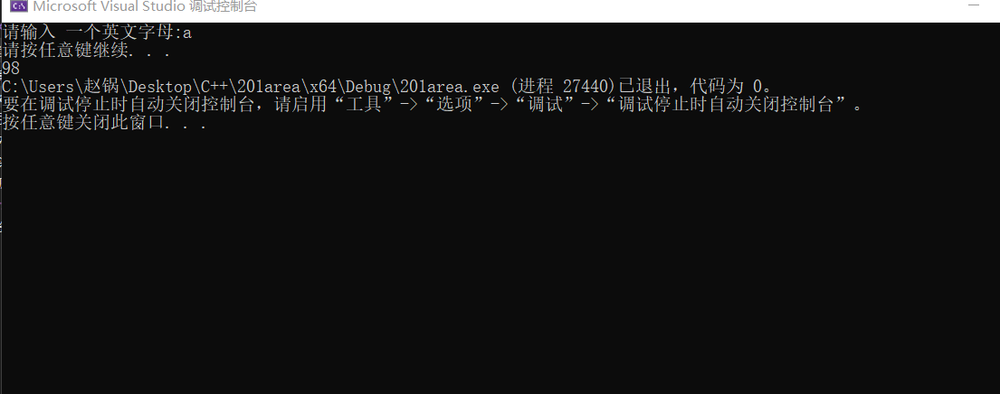 Microsoft Visual Studio 调试控制台
请输入 一个英文字母:a
请按任意键继续. . .
98
C:\Users\赵锅\Desktop\C++\201area\x64\Debug\201area.exe (进程 27440)已退出，代码为 0。
要在调试停止时自动关闭控制台，请启用“工具”->“选项”->“调试”->“调试停止时自动关闭控制台”。
按任意键关闭此窗口. . .